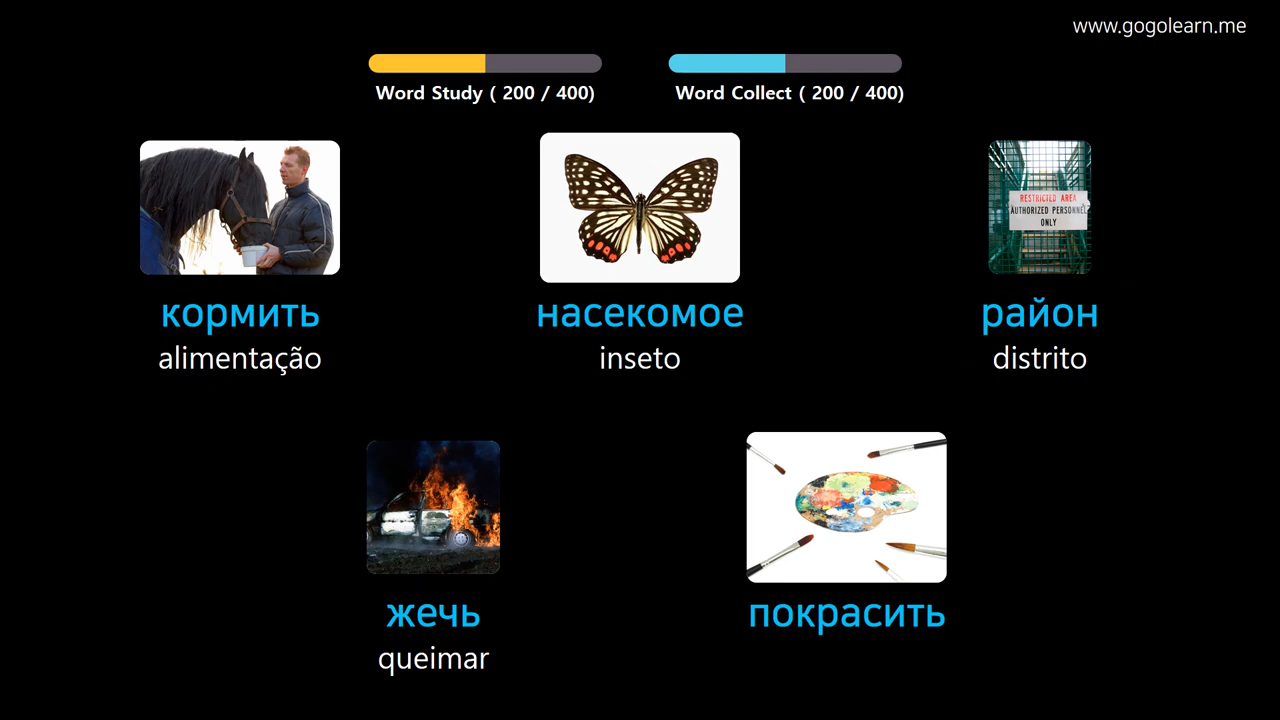 www.gogolearn.me
Word Study ( 200 / 400)
Word Collect ( 200 / 400)
RESTRICTED AREA
AUTHORIZED PERSONNEL
ONLY
кормить
alimentação
насекомое
inseto
район
distrito
жечь
queimar
покрасить